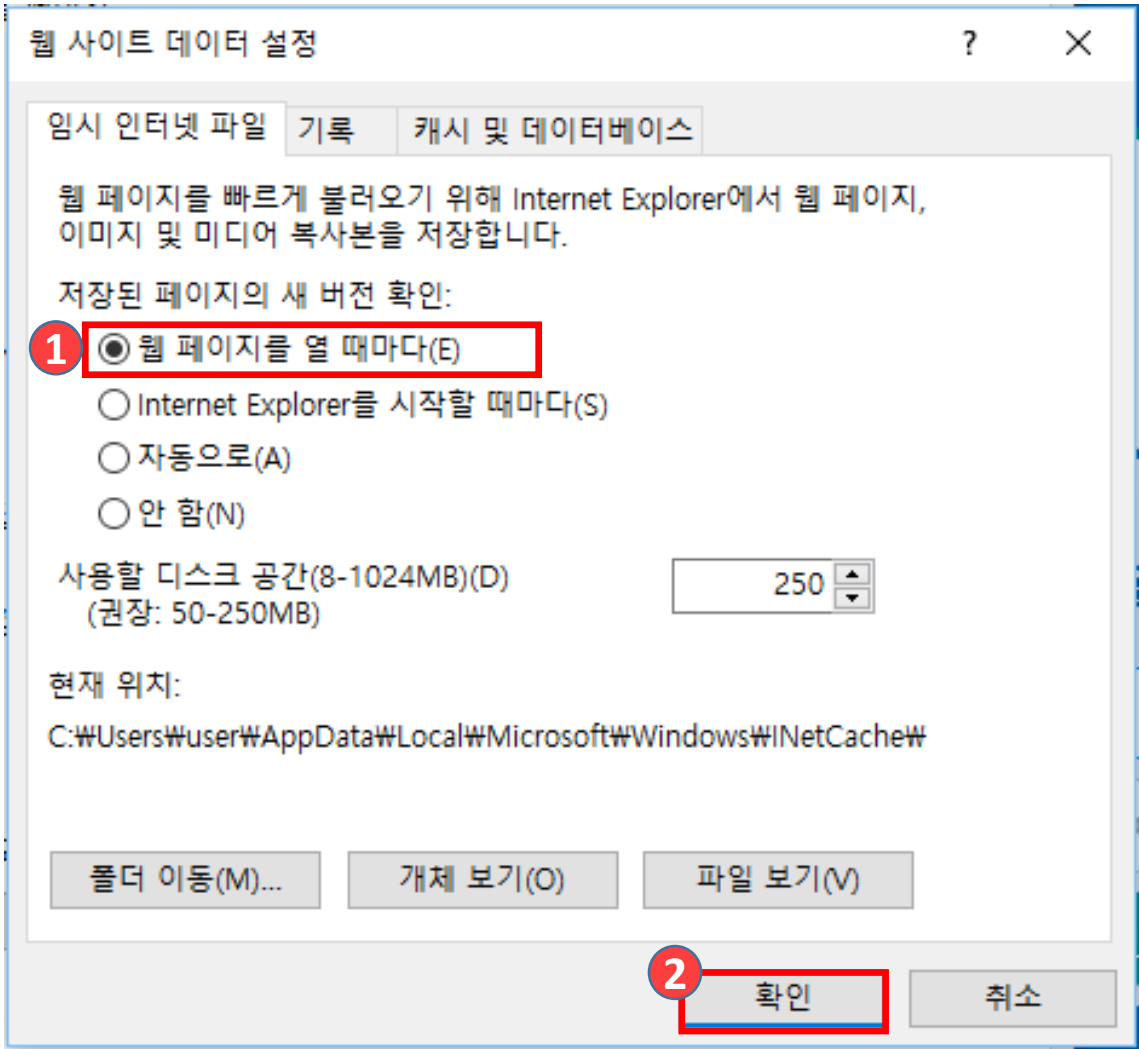 웹 사이트 데이터 설정
?
임시 인터넷 파일
기록
캐시 및 데이터베이스
웹 페이지를 빠르게 불러오기 위해 Internet Explorer에서 웹 페이지,
이미지 및 미디어 복사본을 저장합니다.
저장된 페이지의 새 버전 확인:
1
웹 페이지를 열 때마다(E)
Internet Explorer를 시작할 때마다(S)
자동으로(A)
안 함(N)
사용할 디스크 공간(8-1024MB)(D)
250
(권장: 50-250MB)
현재 위치:
C:₩Users₩user₩AppData₩Local₩Microsoft₩Windows₩INetCache₩
폴더 이동(M)...
개체 보기(O)
파일 보기(V)
2
확인
취소